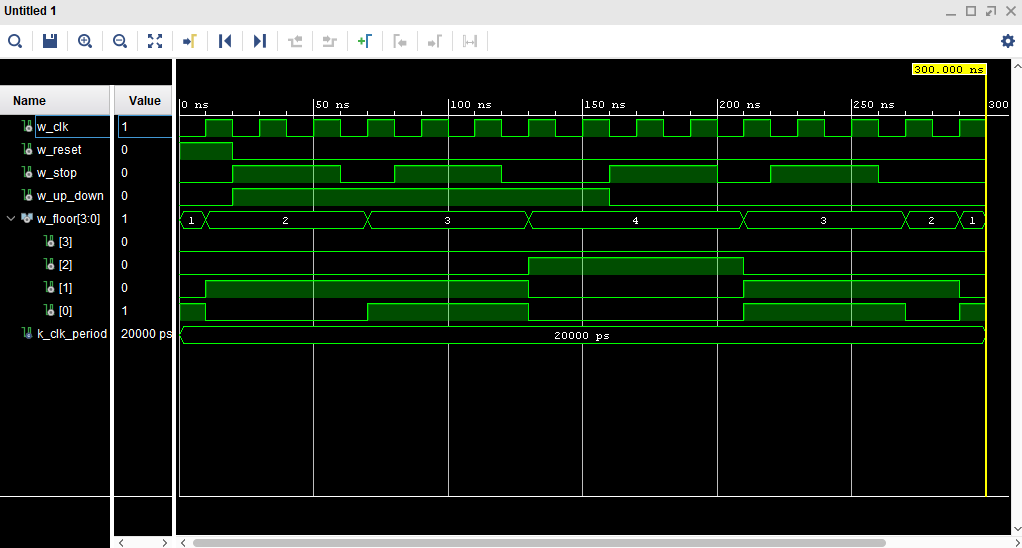 Untitled 1
300.000 ns
Name Value
0 ns 50 ns 100 ns 150 ns 200 ns 250 ns 300
w_clk 1
w_reset 0
w_stop 0
w_up_down 0
w_floor[3:0] 1 1 2 3 4 3 2 1
[3] 0
[2] 0
[1] 0
[0] 1
k_clk_period 20000 ps 20000 ps